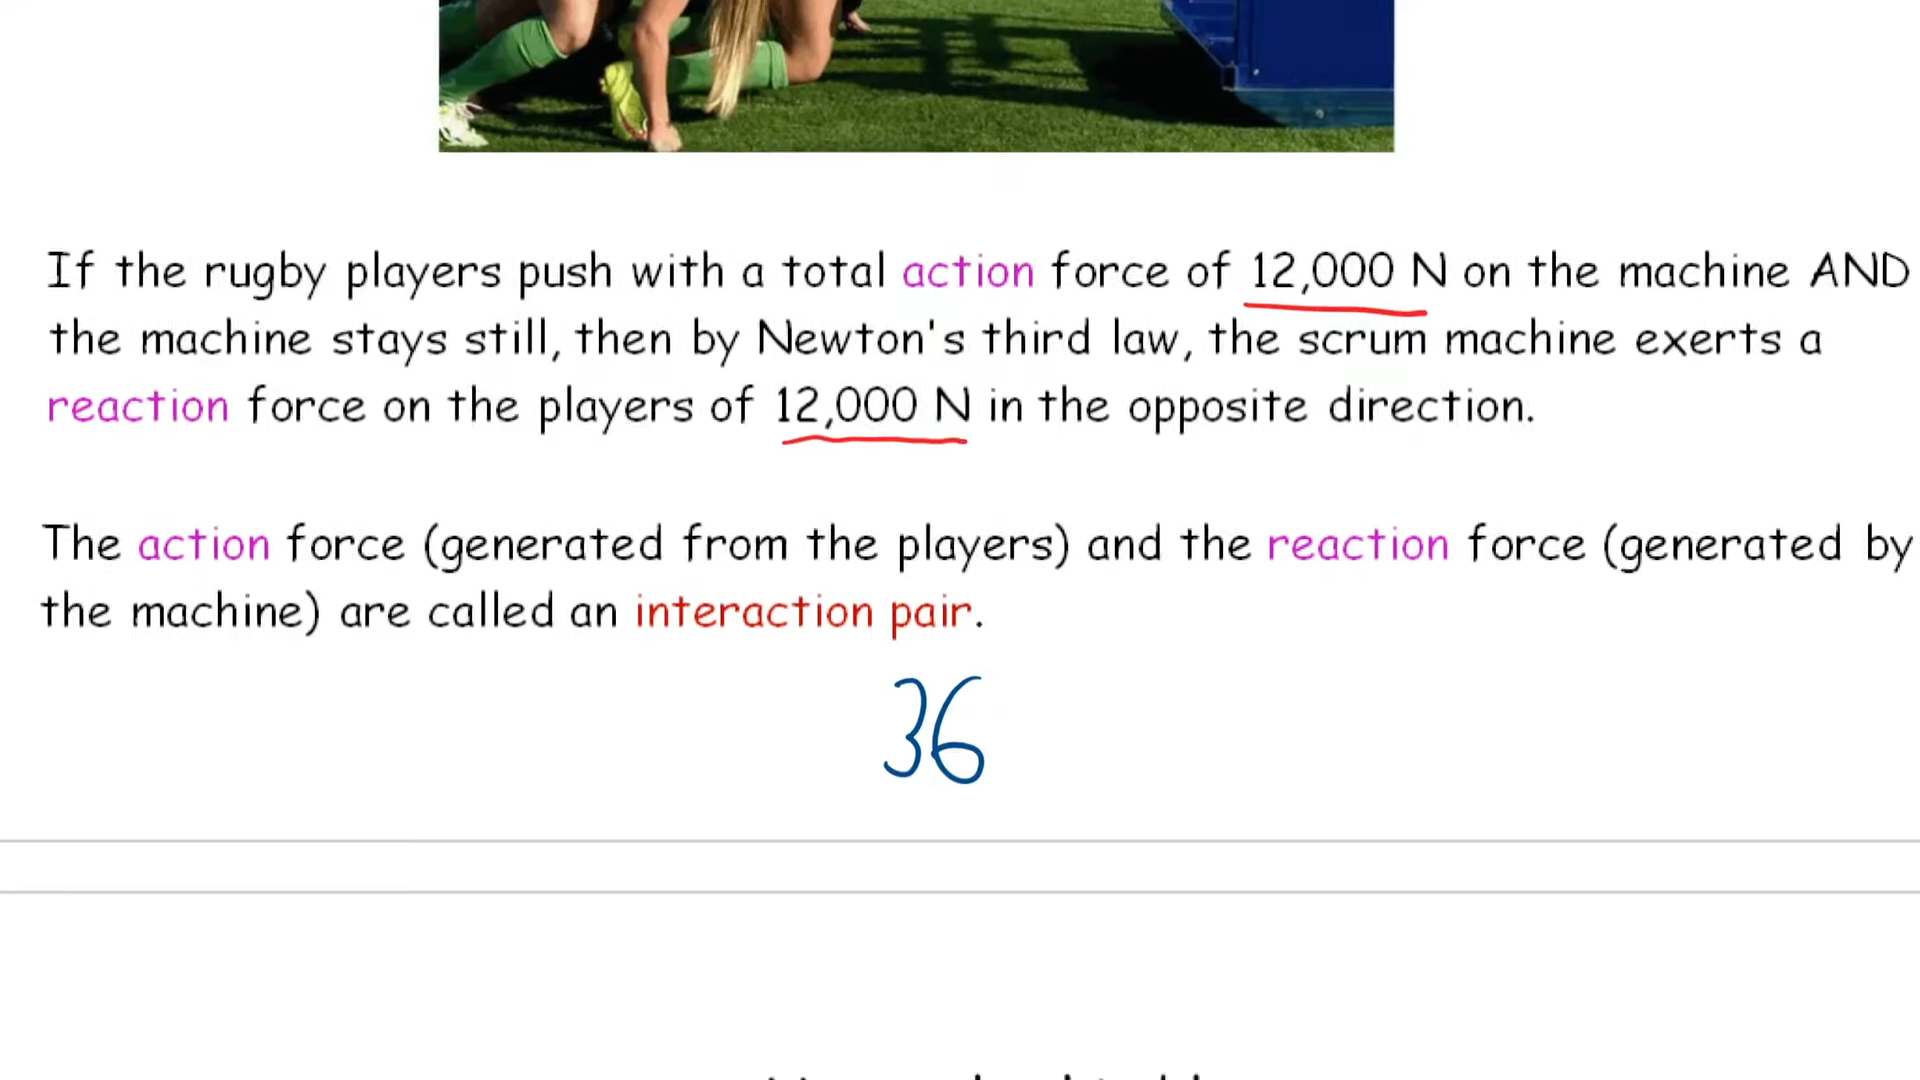 If the rugby players push with a total action force of 12,000 N on the machine AND
the machine stays still, then by Newton's third law, the scrum machine exerts a
reaction force on the players of 12,000 N in the opposite direction.
The action force (generated from the players) and the reaction force (generated by
the machine) are called an interaction pair.
36